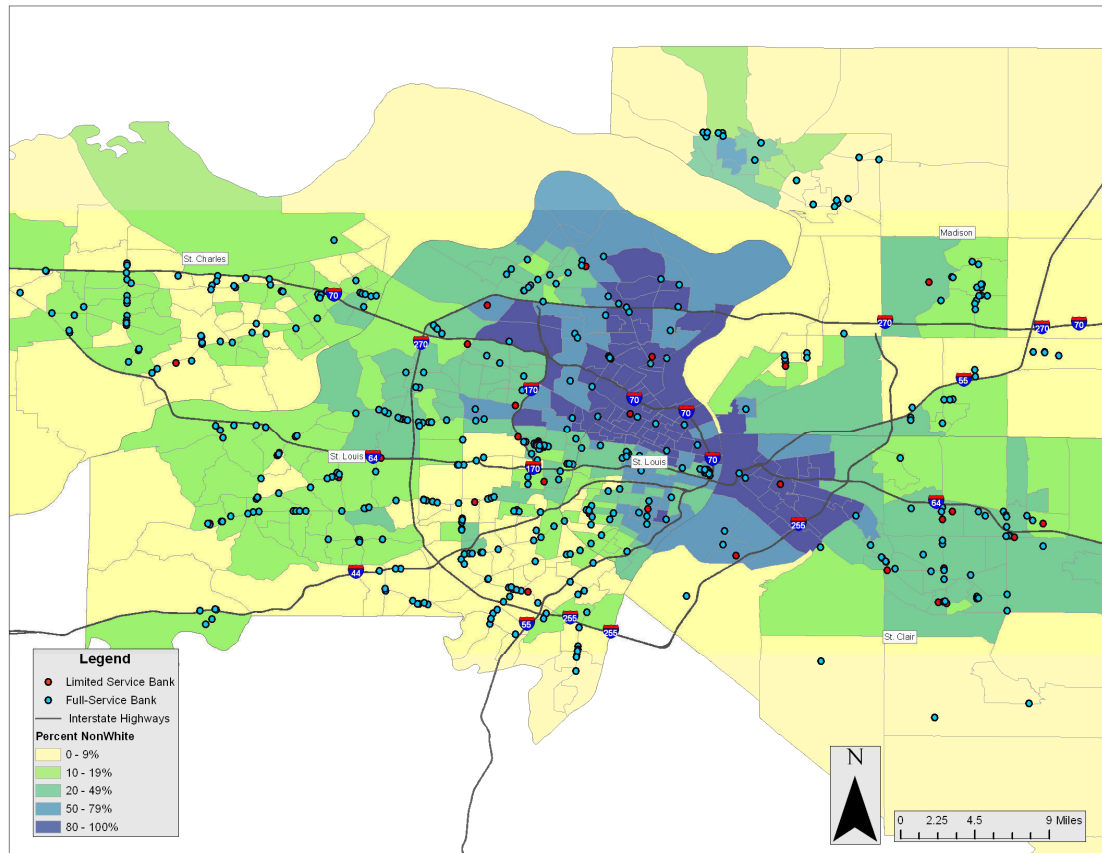 Madison
St. Charles
70
270
270
270
70
55
170
70
70
St. Louis
64
St. Louis
170
70
64
255
44
55
255
255
St. Clair
Legend
Limited Service Bank
Full-Service Bank
Interstate Highways
Percent NonWhite
0 - 9%
10 - 19%
20 - 49%
50 - 79%
80 - 100%
N
0 2.25 4.5 9 Miles